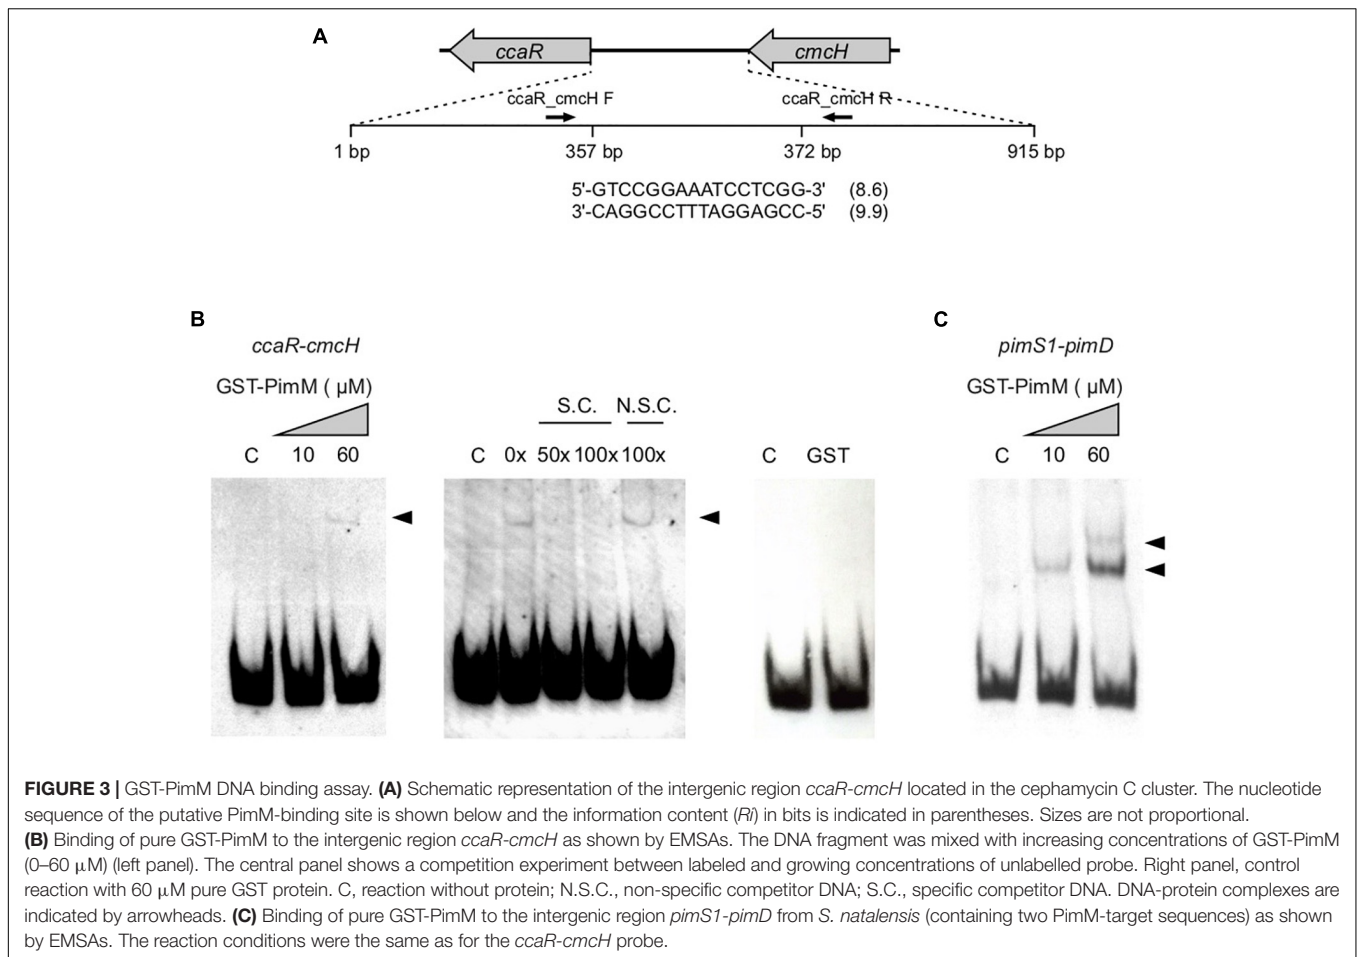 A
ccaR
cmcH
ccaR_cmcH F
ccaR_cmcH R
1 bp
357 bp
372 bp
915 bp
5'-GTCCGGAAATCCTCGG-3' (8.6)
3'-CAGGCCTTTAGGAGCC-5' (9.9)
B
ccaR-cmcH
GST-PimM ( µM)
C 10 60
S.C. N.S.C.
C 0x 50x 100x 100x
C GST
C
pimS1-pimD
GST-PimM ( µM)
C 10 60
FIGURE 3 | GST-PimM DNA binding assay. (A) Schematic representation of the intergenic region ccaR-cmcH located in the cephamycin C cluster. The nucleotide
sequence of the putative PimM-binding site is shown below and the information content (Ri) in bits is indicated in parentheses. Sizes are not proportional.
(B) Binding of pure GST-PimM to the intergenic region ccaR-cmcH as shown by EMSAs. The DNA fragment was mixed with increasing concentrations of GST-PimM
(0–60 µM) (left panel). The central panel shows a competition experiment between labeled and growing concentrations of unlabelled probe. Right panel, control
reaction with 60 µM pure GST protein. C, reaction without protein; N.S.C., non-specific competitor DNA; S.C., specific competitor DNA. DNA-protein complexes are
indicated by arrowheads. (C) Binding of pure GST-PimM to the intergenic region pimS1-pimD from S. natalensis (containing two PimM-target sequences) as shown
by EMSAs. The reaction conditions were the same as for the ccaR-cmcH probe.